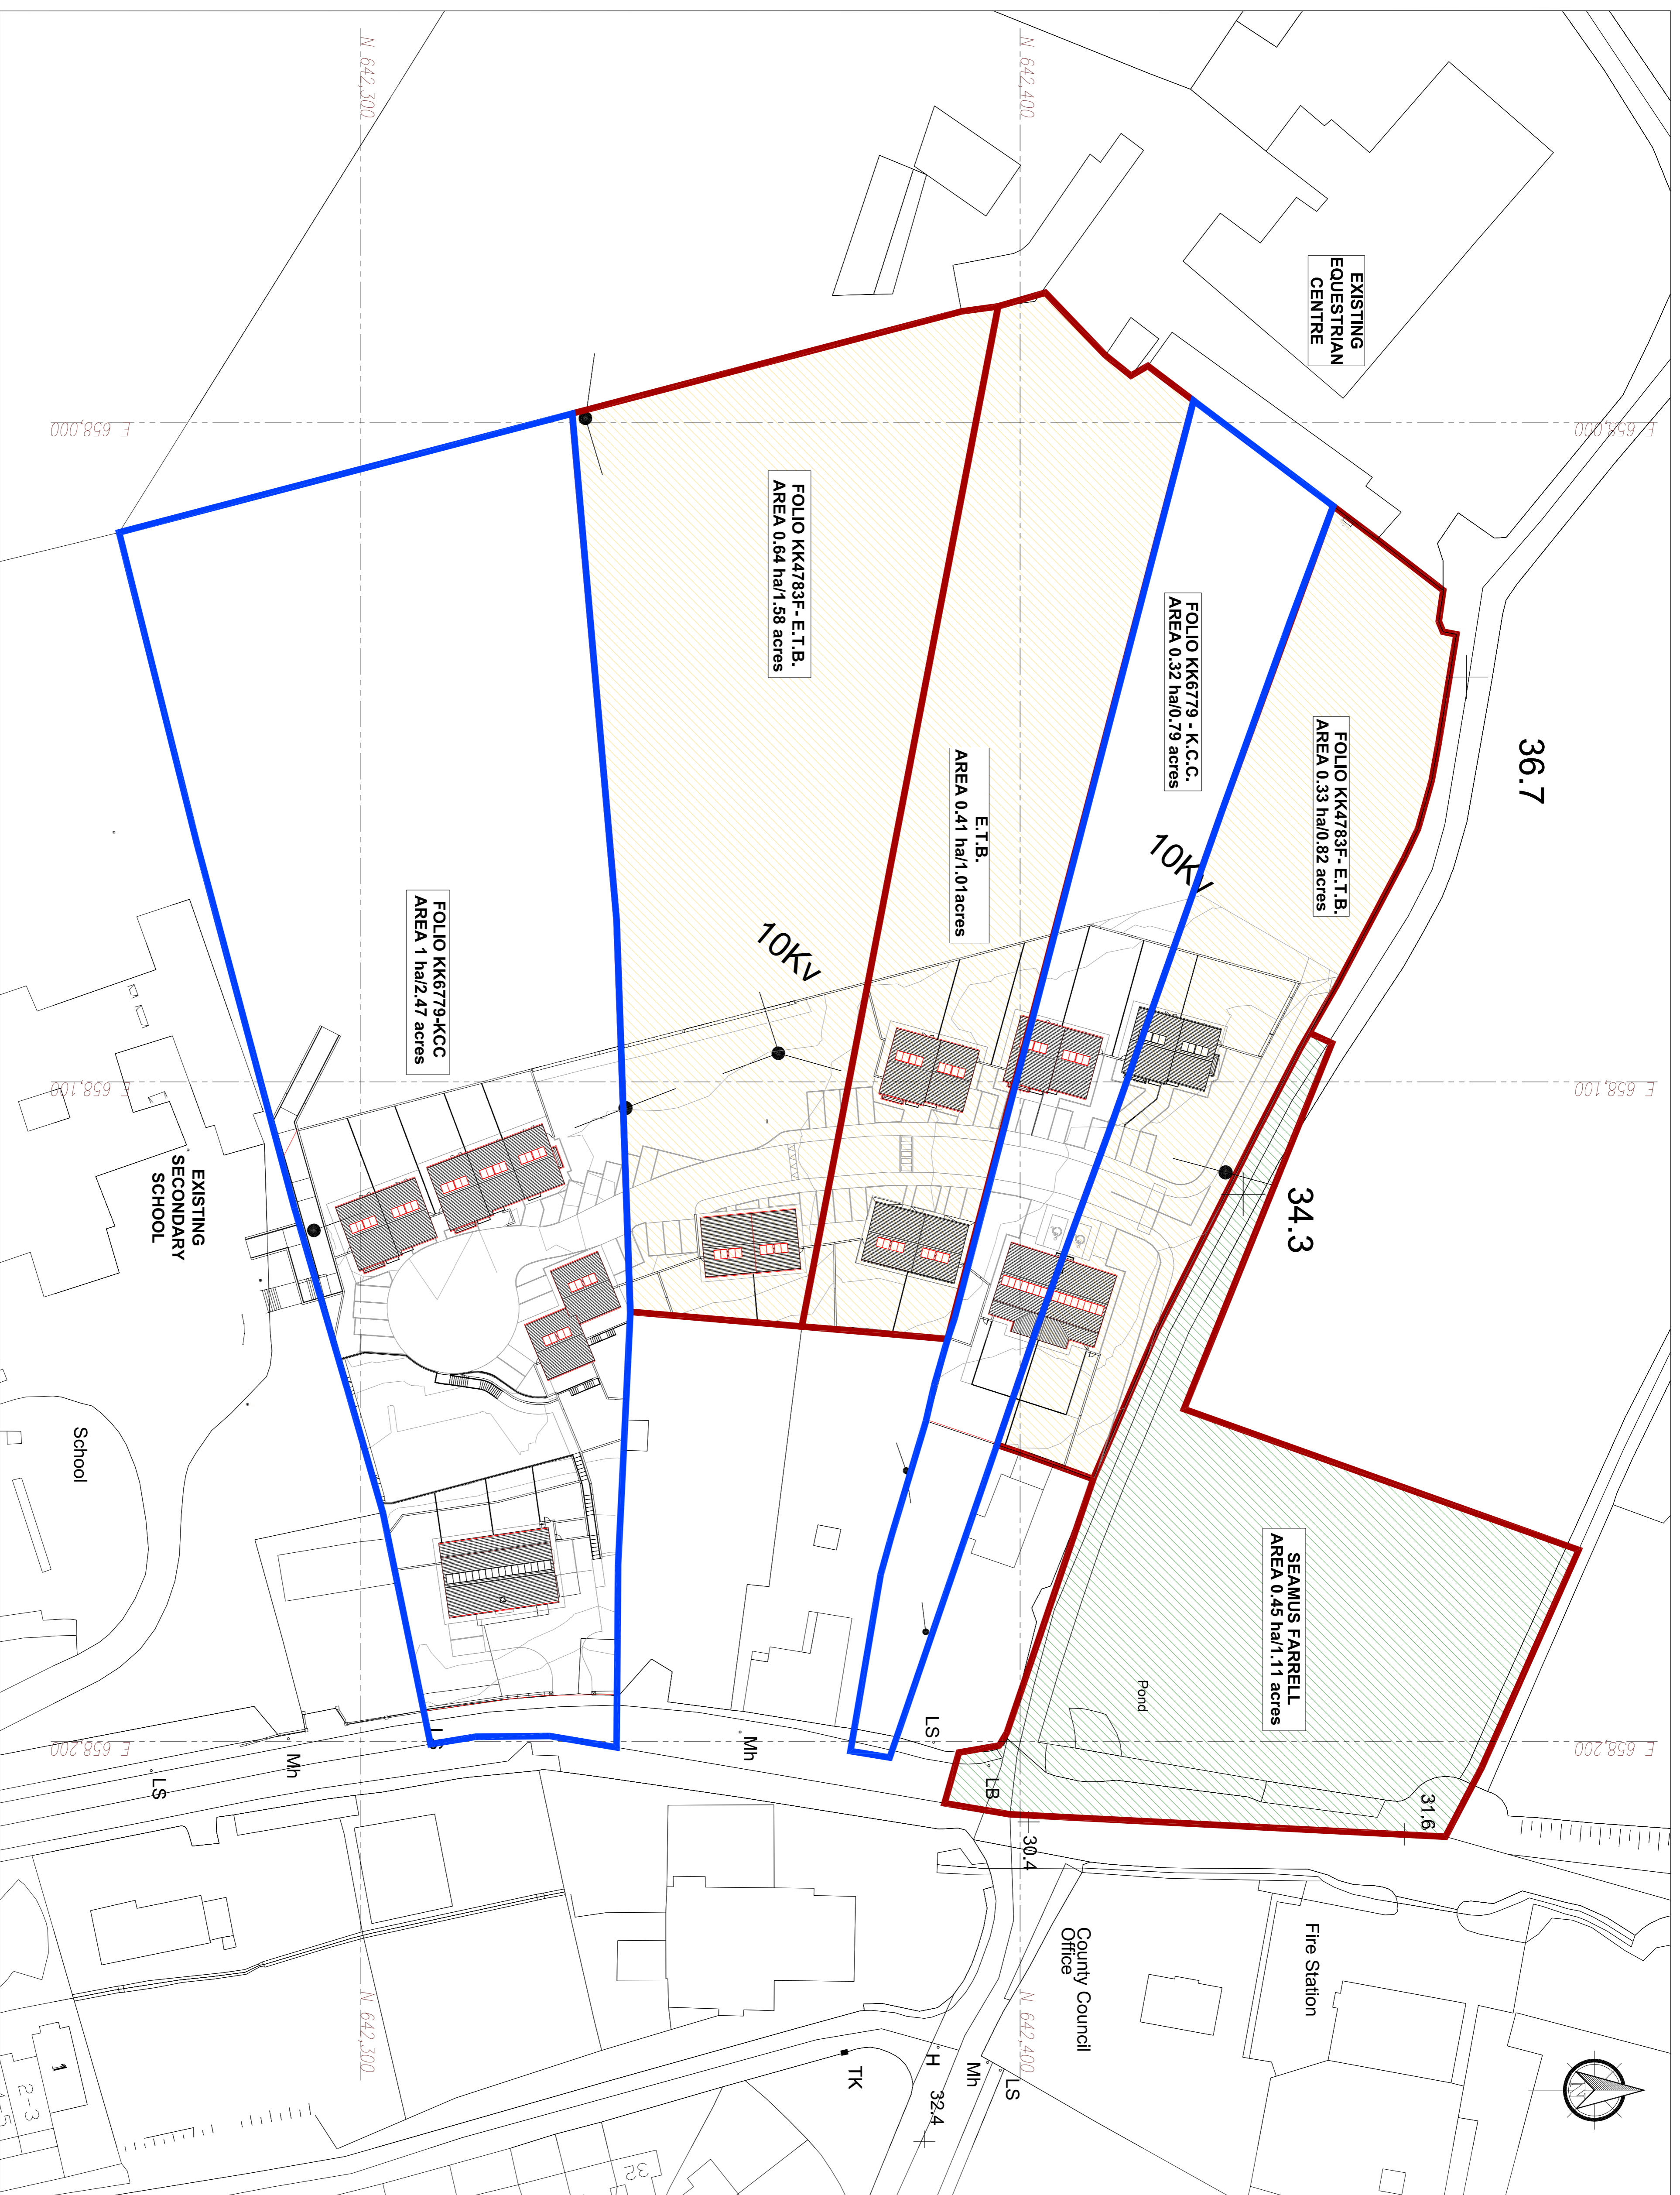 N 642,300
N 642,400
EXISTING
EQUESTRIAN
CENTRE
E 658,000
E 658,000
36.7
FOLIO KK4783F- E.T.B.
AREA 0.64 ha/1.58 acres
FOLIO KK6779 - K.C.C.
AREA 0.32 ha/0.79 acres
FOLIO KK4783F- E.T.B.
AREA 0.33 ha/0.82 acres
E.T.B.
AREA 0.41 ha/1.01acres
10Kv
10Kv
FOLIO KK6779-KCC
AREA 1 ha/2.47 acres
E 658,100
E 658,100
34.3
EXISTING
SECONDARY
SCHOOL
School
SEAMUS FARRELL
AREA 0.45 ha/1.11 acres
Pond
E 658,200
E 658,200
LS
Mh
LS
Mh
LS
LB
31.6
30.4
County Council
Office
Fire Station
N 642,300
N 642,400
TK
H
Mh
LS
32.4
1
2-3
4-5
32
N